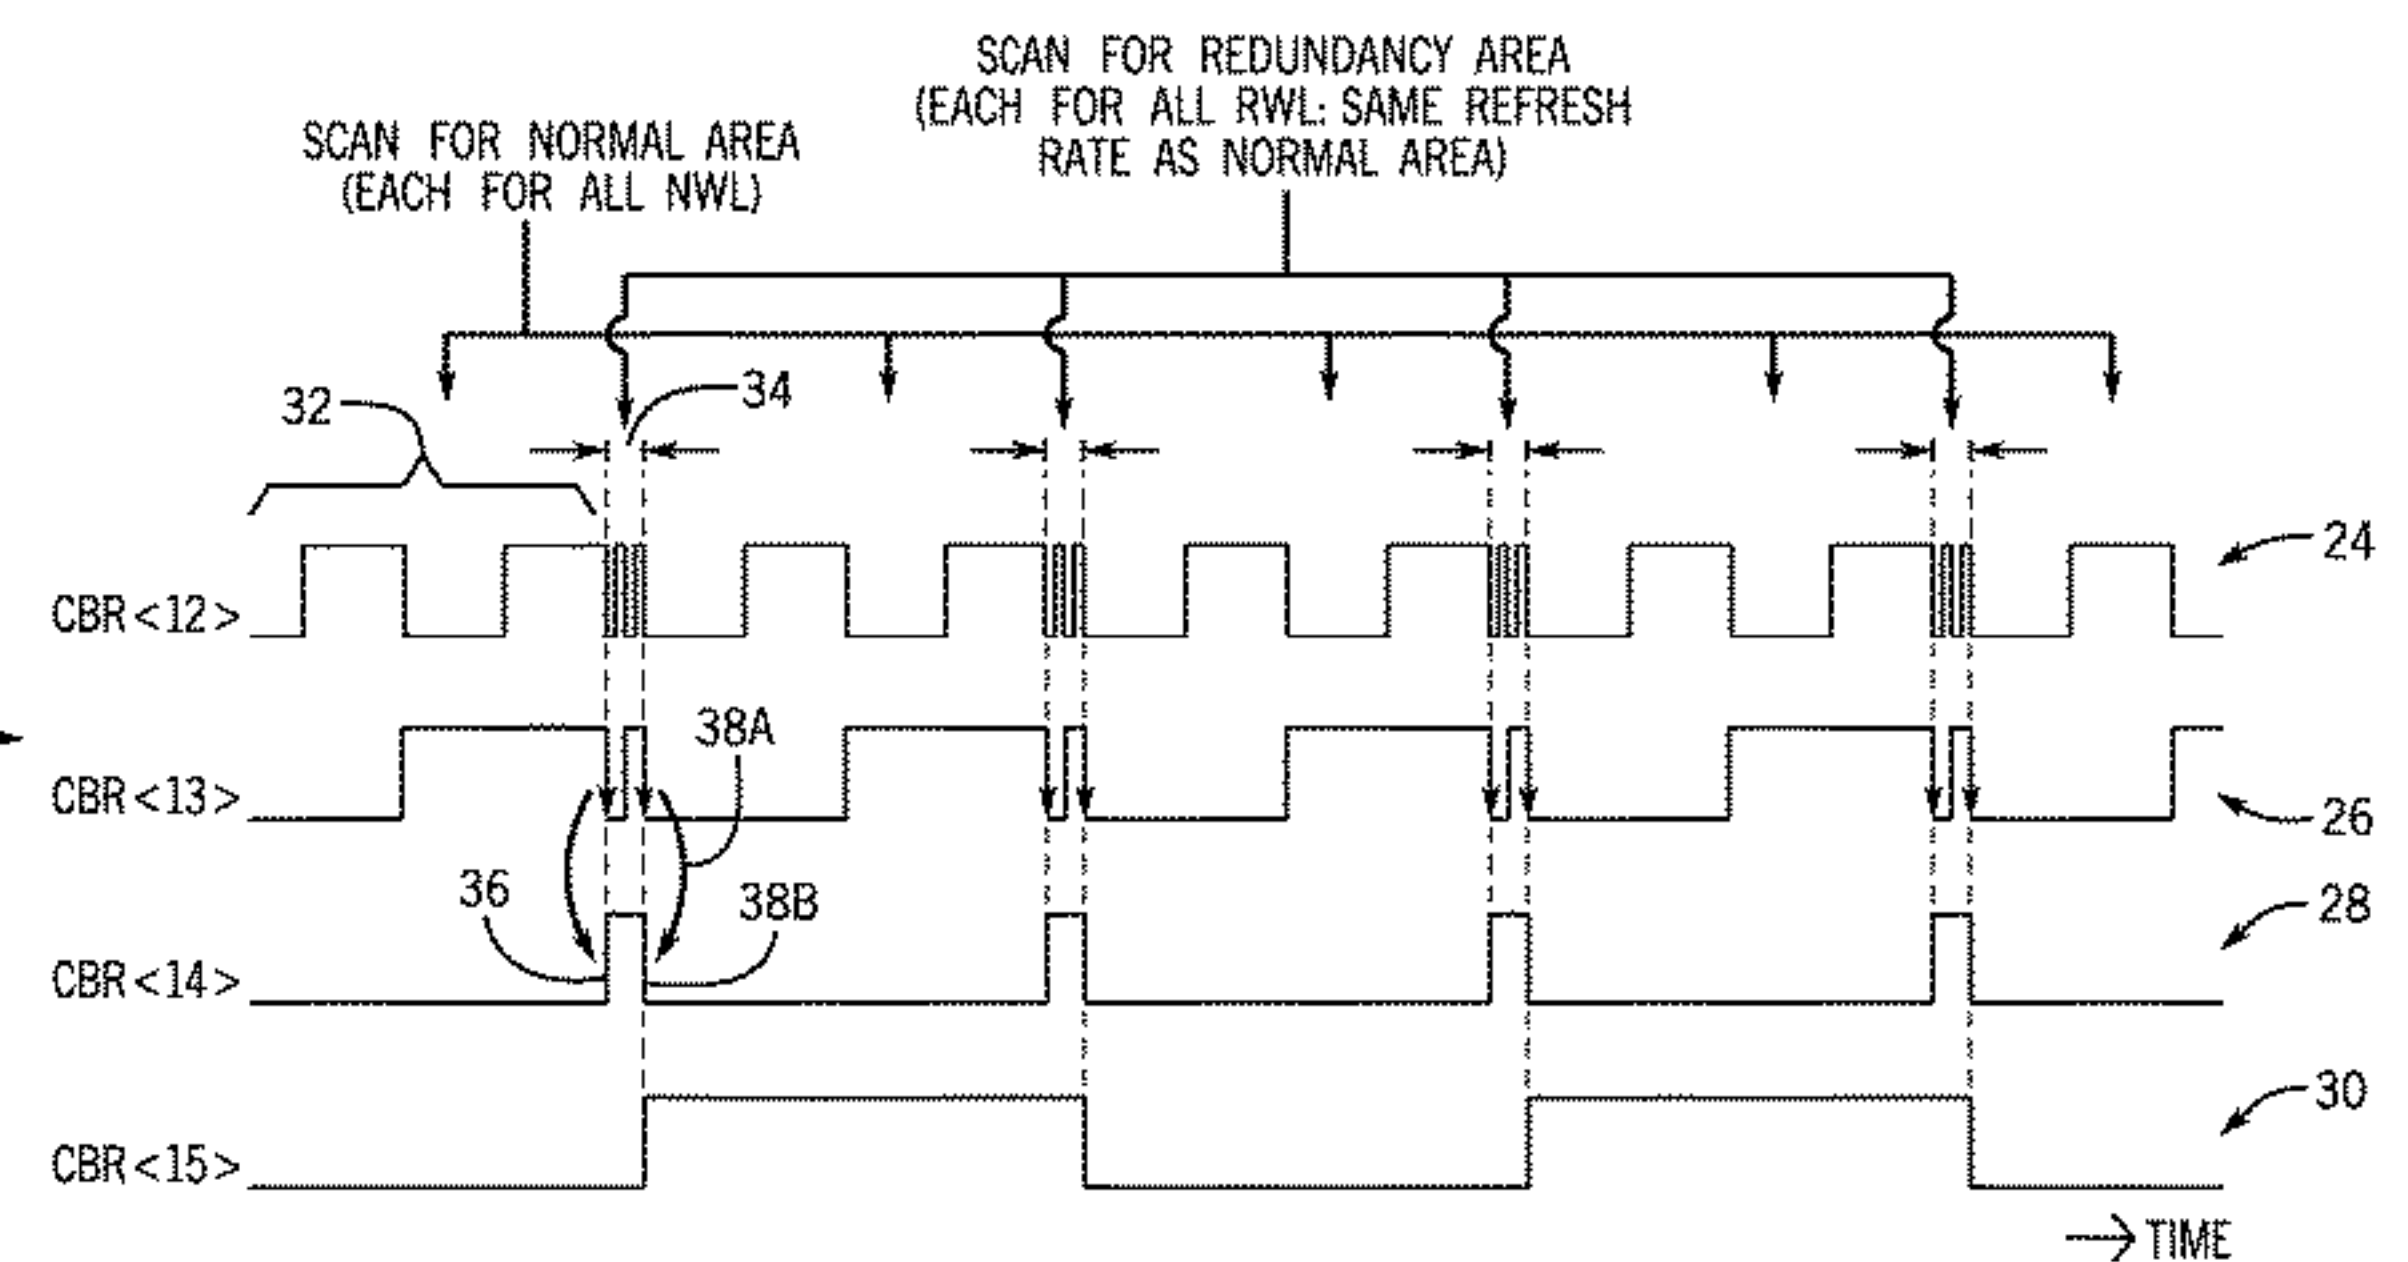 SCAN FOR REDUNDANCY AREA
(EACH FOR ALL RWL: SAME REFRESH
RATE AS NORMAL AREA)
SCAN FOR NORMAL AREA
(EACH FOR ALL NWL)
32
34
24
CBR<12>
38A
CBR<13>
26
36
38B
28
CBR<14>
30
CBR<15>
TIME